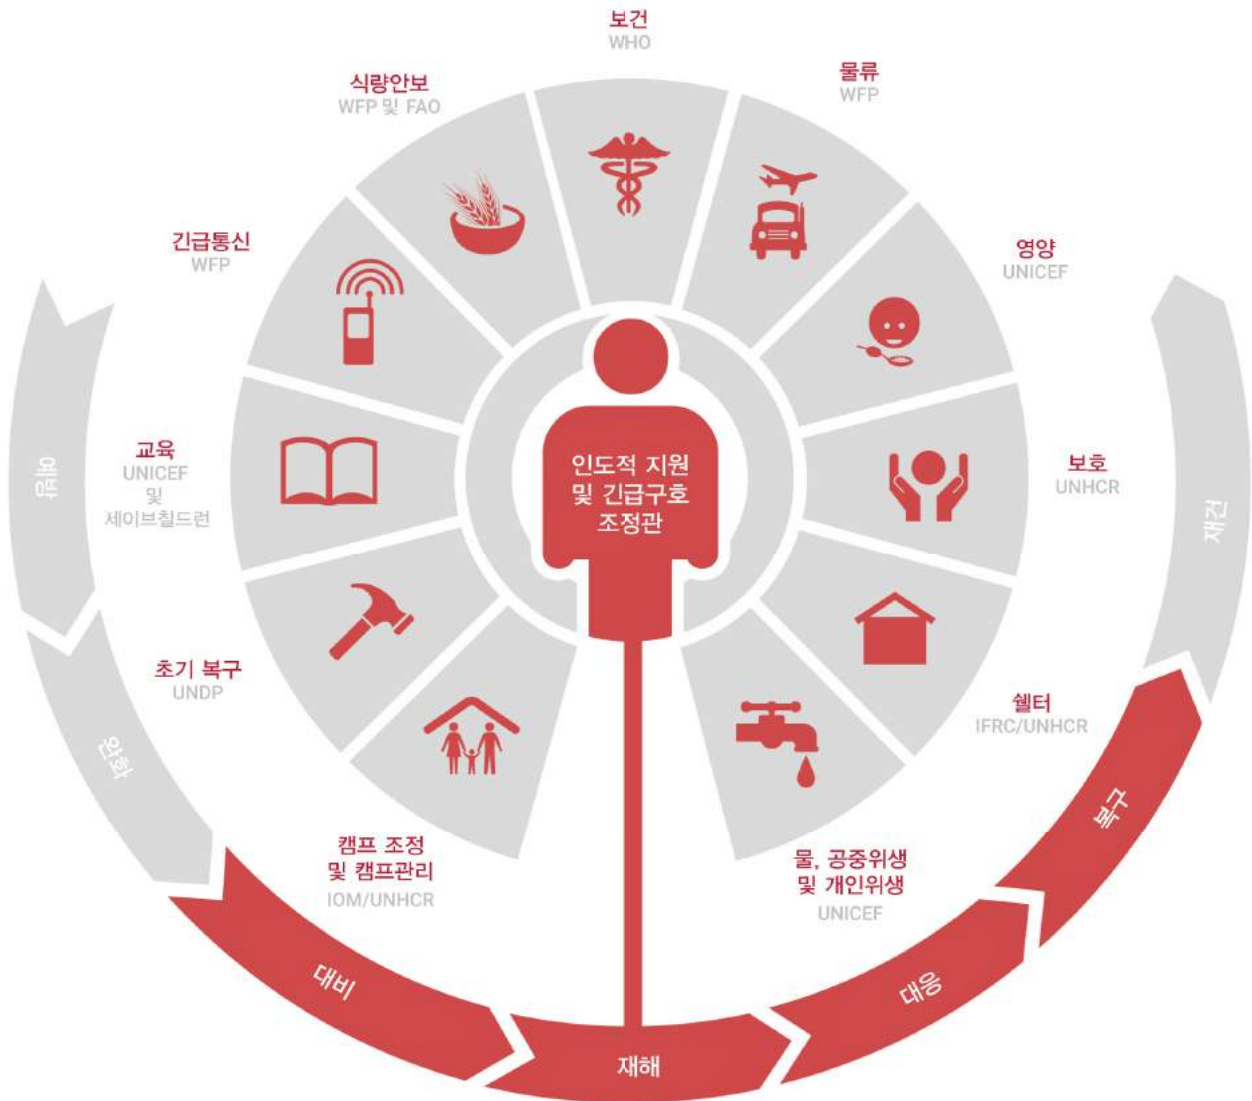 보건
WHO
물류
WFP
식량안보
WFP 및 FAO
영양
UNICEF
긴급통신
WFP
보호
UNHCR
교육
UNICEF
및
세이브칠드런
인도적 지원
및 긴급구호
조정관
쉘터
IFRC/UNHCR
초기 복구
UNDP
캠프 조정
및 캠프관리
IOM/UNHCR
물, 공중위생
및 개인위생
UNICEF
예방
완화
대비
재해
대응
복구
재건